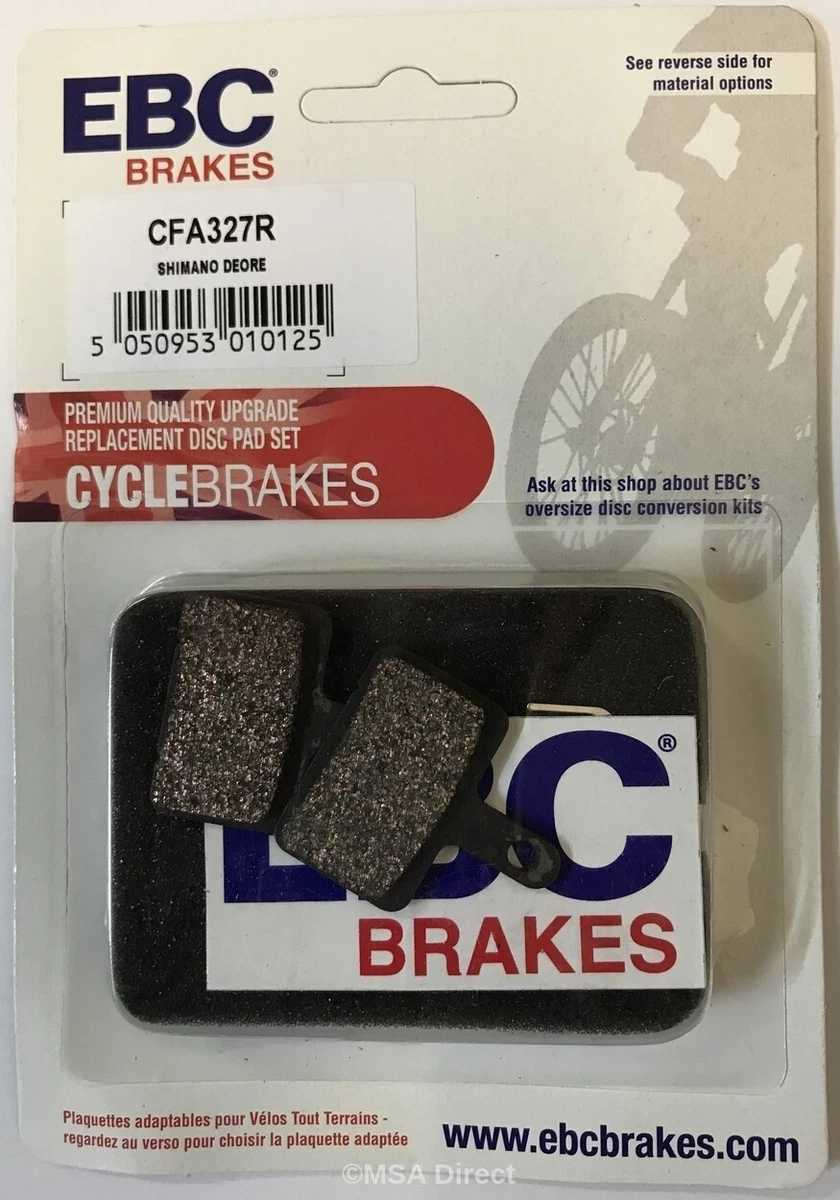 EBC®
BRAKES
See reverse side for
material options
CFA327R
SHIMANO DEORE
5 050953 010125
PREMIUM QUALITY UPGRADE
REPLACEMENT DISC PAD SET
CYCLEBRAKES
Ask at this shop about EBC's
oversize disc conversion kits
EBC®
BRAKES
Plaquettes adaptables pour Vélos Tout Terrains -
regardez au verso pour choisir la plaquette adaptée
www.ebcbrakes.com
©MSA Direct